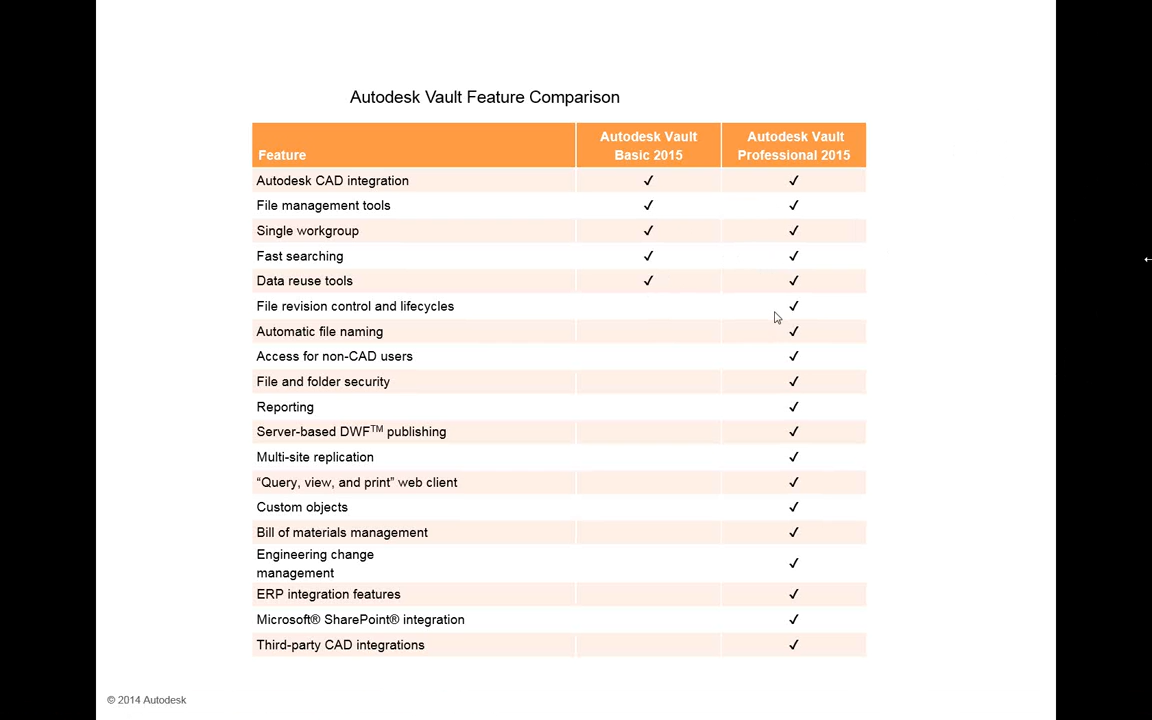 Autodesk Vault Feature Comparison
Feature
Autodesk Vault
Basic 2015
Autodesk Vault
Professional 2015
Autodesk CAD integration ✓ ✓
File management tools ✓ ✓
Single workgroup ✓ ✓
Fast searching ✓ ✓
Data reuse tools ✓ ✓
File revision control and lifecycles ✓
Automatic file naming ✓
Access for non-CAD users ✓
File and folder security ✓
Reporting ✓
Server-based DWF™ publishing ✓
Multi-site replication ✓
“Query, view, and print” web client ✓
Custom objects ✓
Bill of materials management ✓
Engineering change
management ✓
ERP integration features ✓
Microsoft® SharePoint® integration ✓
Third-party CAD integrations ✓
© 2014 Autodesk